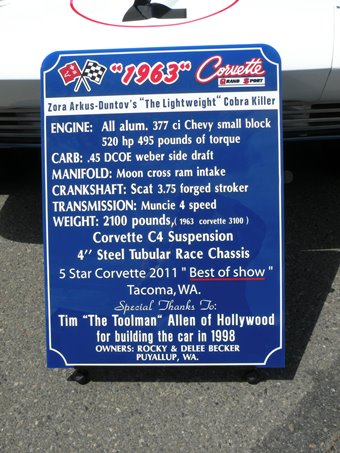 "1963" Corvette
Grand Sport
Zora Arkus-Duntov's "The Lightweight" Cobra Killer
ENGINE: All alum. 377 ci Chevy small block
520 hp 495 pounds of torque
CARB: .45 DCOE weber side draft
MANIFOLD: Moon cross ram intake
CRANKSHAFT: Scat 3.75 forged stroker
TRANSMISSION: Muncie 4 speed
WEIGHT: 2100 pounds,(1963 corvette 3100 )
Corvette C4 Suspension
4" Steel Tubular Race Chassis
5 Star Corvette 2011 " Best of show "
Tacoma,WA.
Special Thanks To:
Tim "The Toolman" Allen of Hollywood
for building the car in 1998
OWNERS: ROCKY & DELEE BECKER
PUYALLUP, WA.